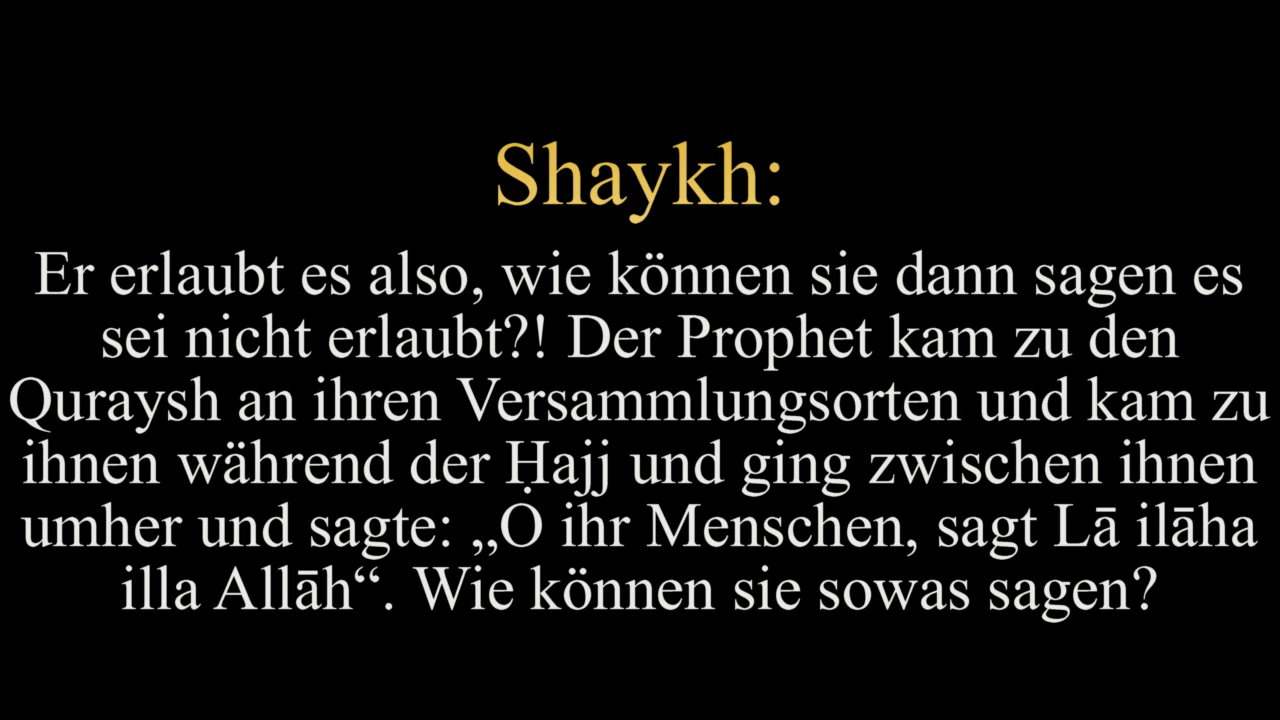 Shaykh:
Er erlaubt es also, wie können sie dann sagen es
sei nicht erlaubt?! Der Prophet kam zu den
Quraysh an ihren Versammlungsorten und kam zu
ihnen während der Ḥajj und ging zwischen ihnen
umher und sagte: „O ihr Menschen, sagt Lā ilāha
illa Allāh“. Wie können sie sowas sagen?